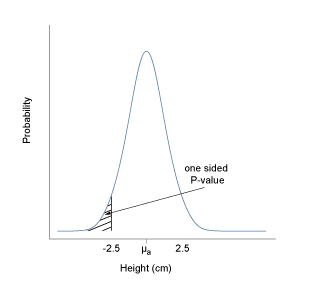 Probability
one sided
P-value
-2.5 μa 2.5
Height (cm)